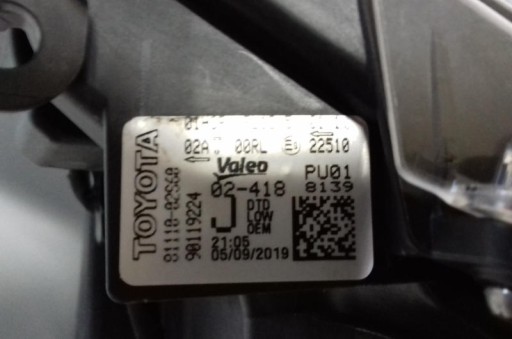 TOYOTA
81110-02S60
90119224
02A 00RL 22510
Valeo
02-418
PU01
8139
J
DTD
LOW
OEM
21:05
05/09/2019